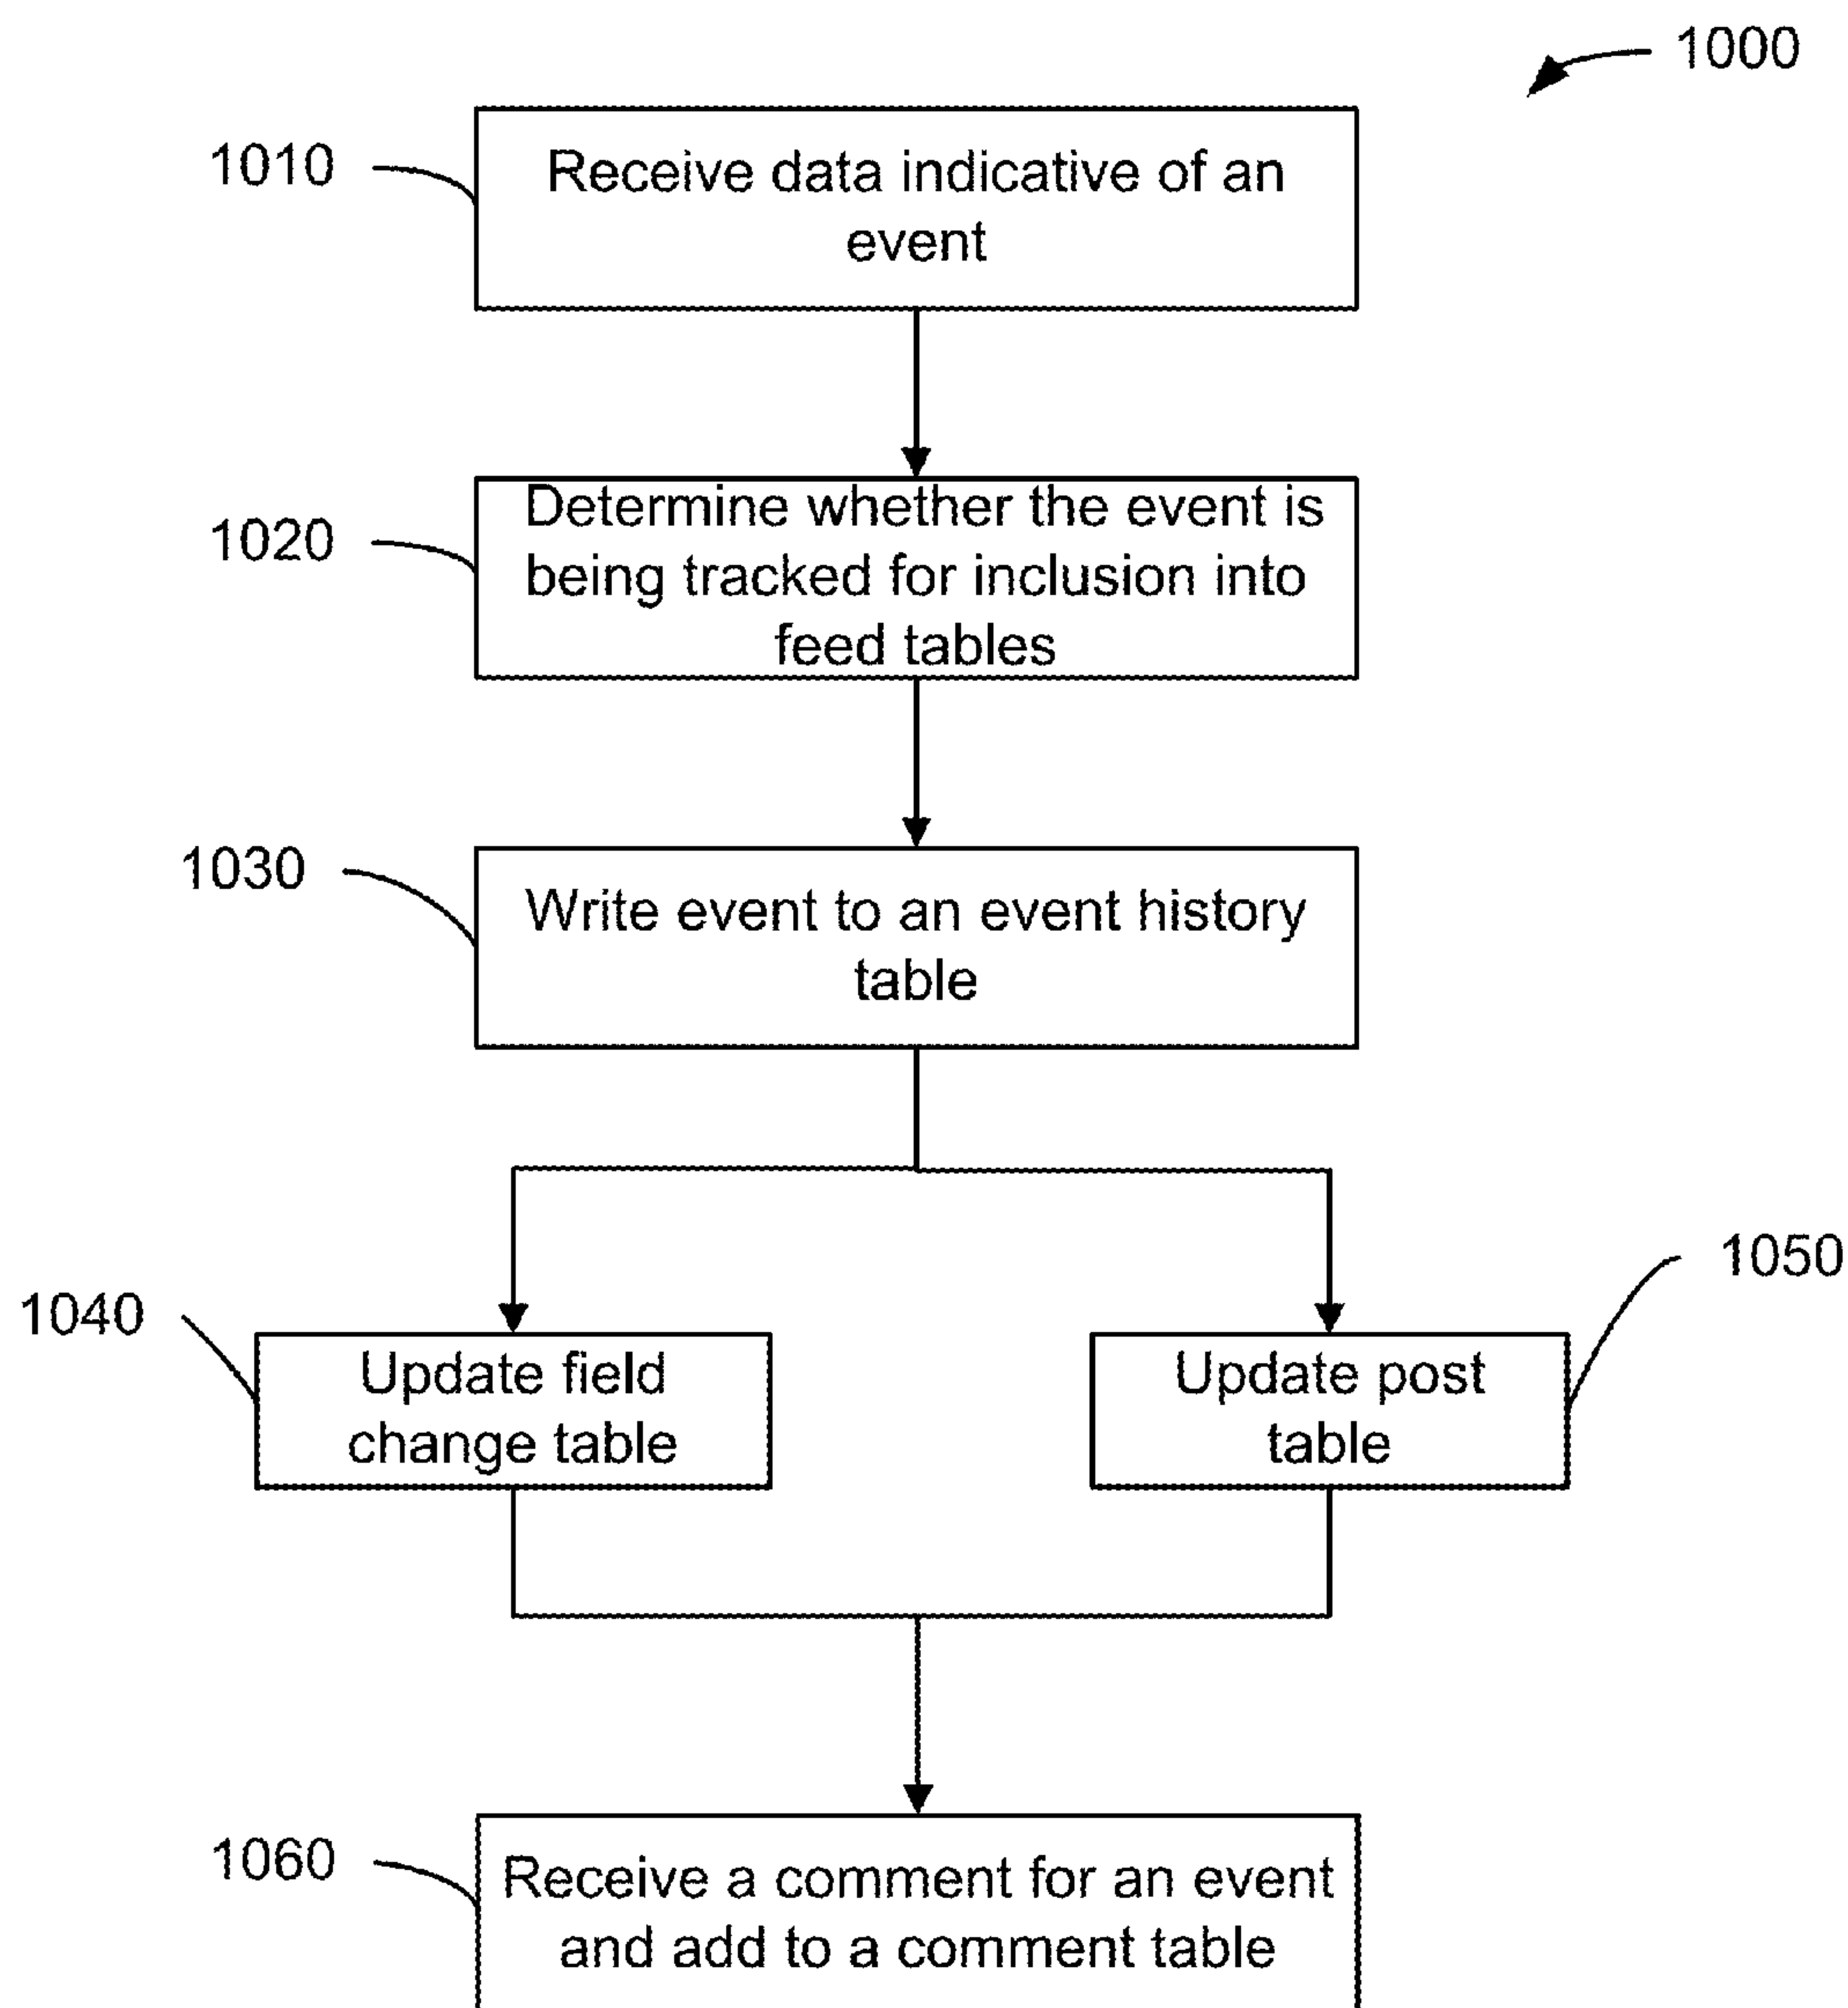 1000
1010
Receive data indicative of an
event
1020
Determine whether the event is
being tracked for inclusion into
feed tables
1030
Write event to an event history
table
1040
Update field
change table
1050
Update post
table
1060
Receive a comment for an event
and add to a comment table